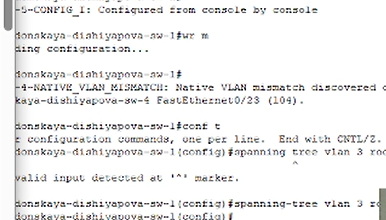 -5-CONFIG_I: Configured from console by console
donskaya-dishiyapova-sw-1#wr m
ding configuration...
donskaya-dishiyapova-sw-1#
-4-NATIVE_VLAN_MISMATCH: Native VLAN mismatch discovered
kaya-dishiyapova-sw-4 FastEthernet0/23 (104).
donskaya-dishiyapova-sw-1#conf t
r configuration commands, one per line. End with CNTL/Z.
donskaya-dishiyapova-sw-1(config)#spanning tree vlan 3
^
valid input detected at '^' marker.
donskaya-dishiyapova-sw-1(config)#spanning-tree vlan 3
donskaya-dishiyapova-sw-1(config)#